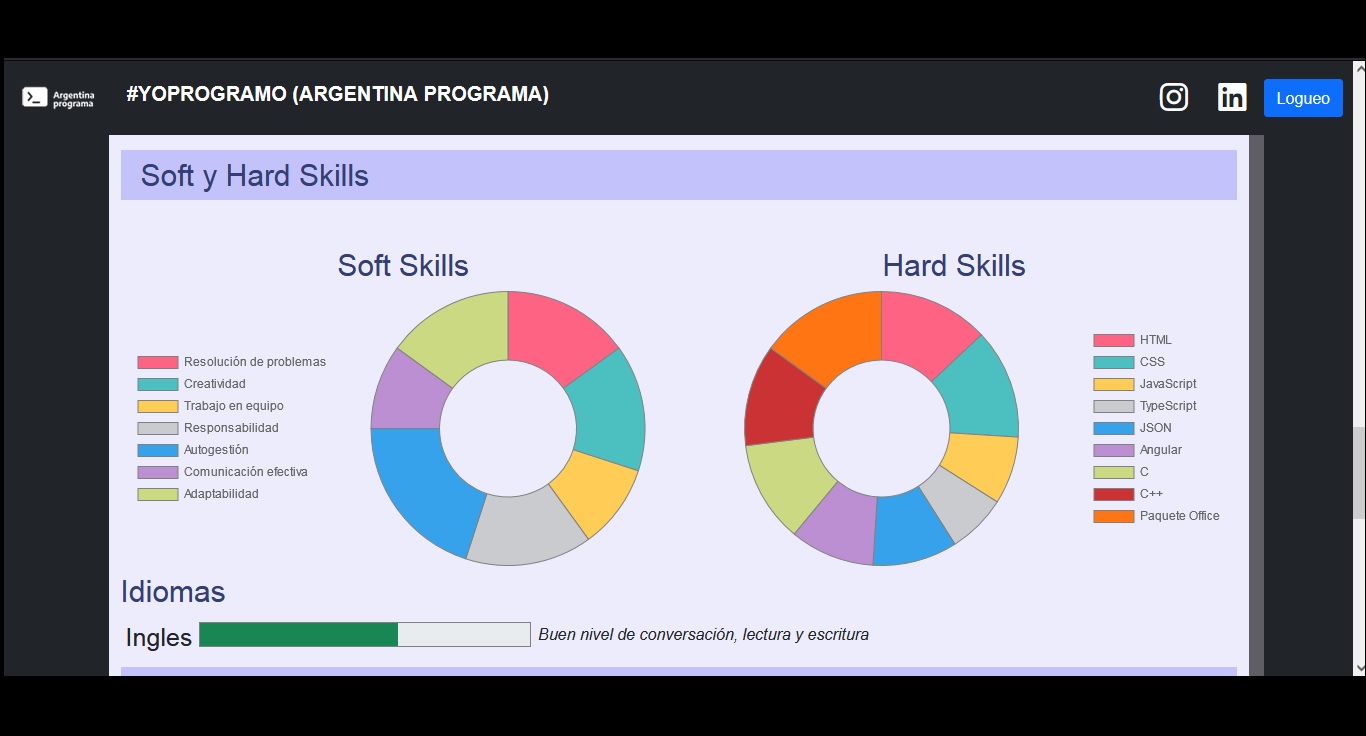 Argentina
programa
#YOPROGRAMO (ARGENTINA PROGRAMA)
in
Logueo
Soft y Hard Skills
Soft Skills
Resolución de problemas
Creatividad
Trabajo en equipo
Responsabilidad
Autogestión
Comunicación efectiva
Adaptabilidad
Hard Skills
HTML
CSS
JavaScript
TypeScript
JSON
Angular
C
C++
Paquete Office
Idiomas
Ingles
Buen nivel de conversación, lectura y escritura